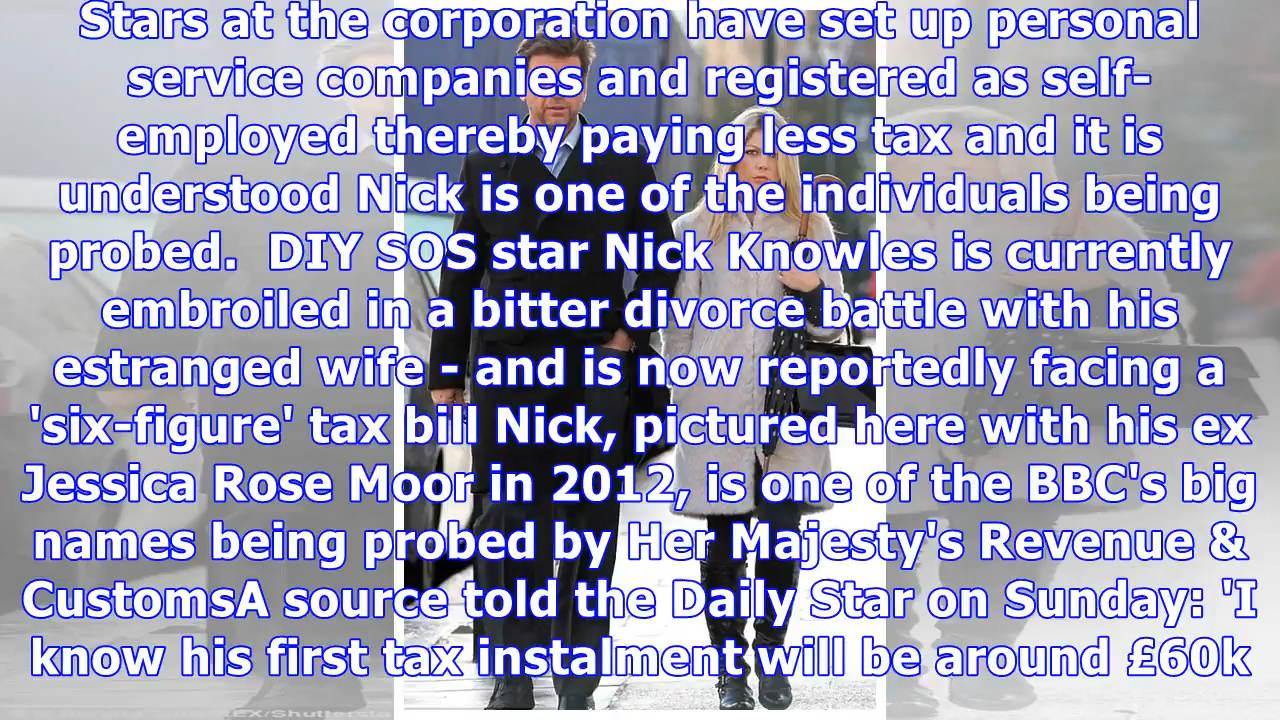 Stars at the corporation have set up personal
service companies and registered as self-
employed thereby paying less tax and it is
understood Nick is one of the individuals being
probed.  DIY SOS star Nick Knowles is currently
embroiled in a bitter divorce battle with his
estranged wife - and is now reportedly facing a
'six-figure' tax bill Nick, pictured here with his ex
Jessica Rose Moor in 2012, is one of the BBC's big
names being probed by Her Majesty's Revenue &
CustomsA source told the Daily Star on Sunday: 'I
know his first tax instalment will be around £60k